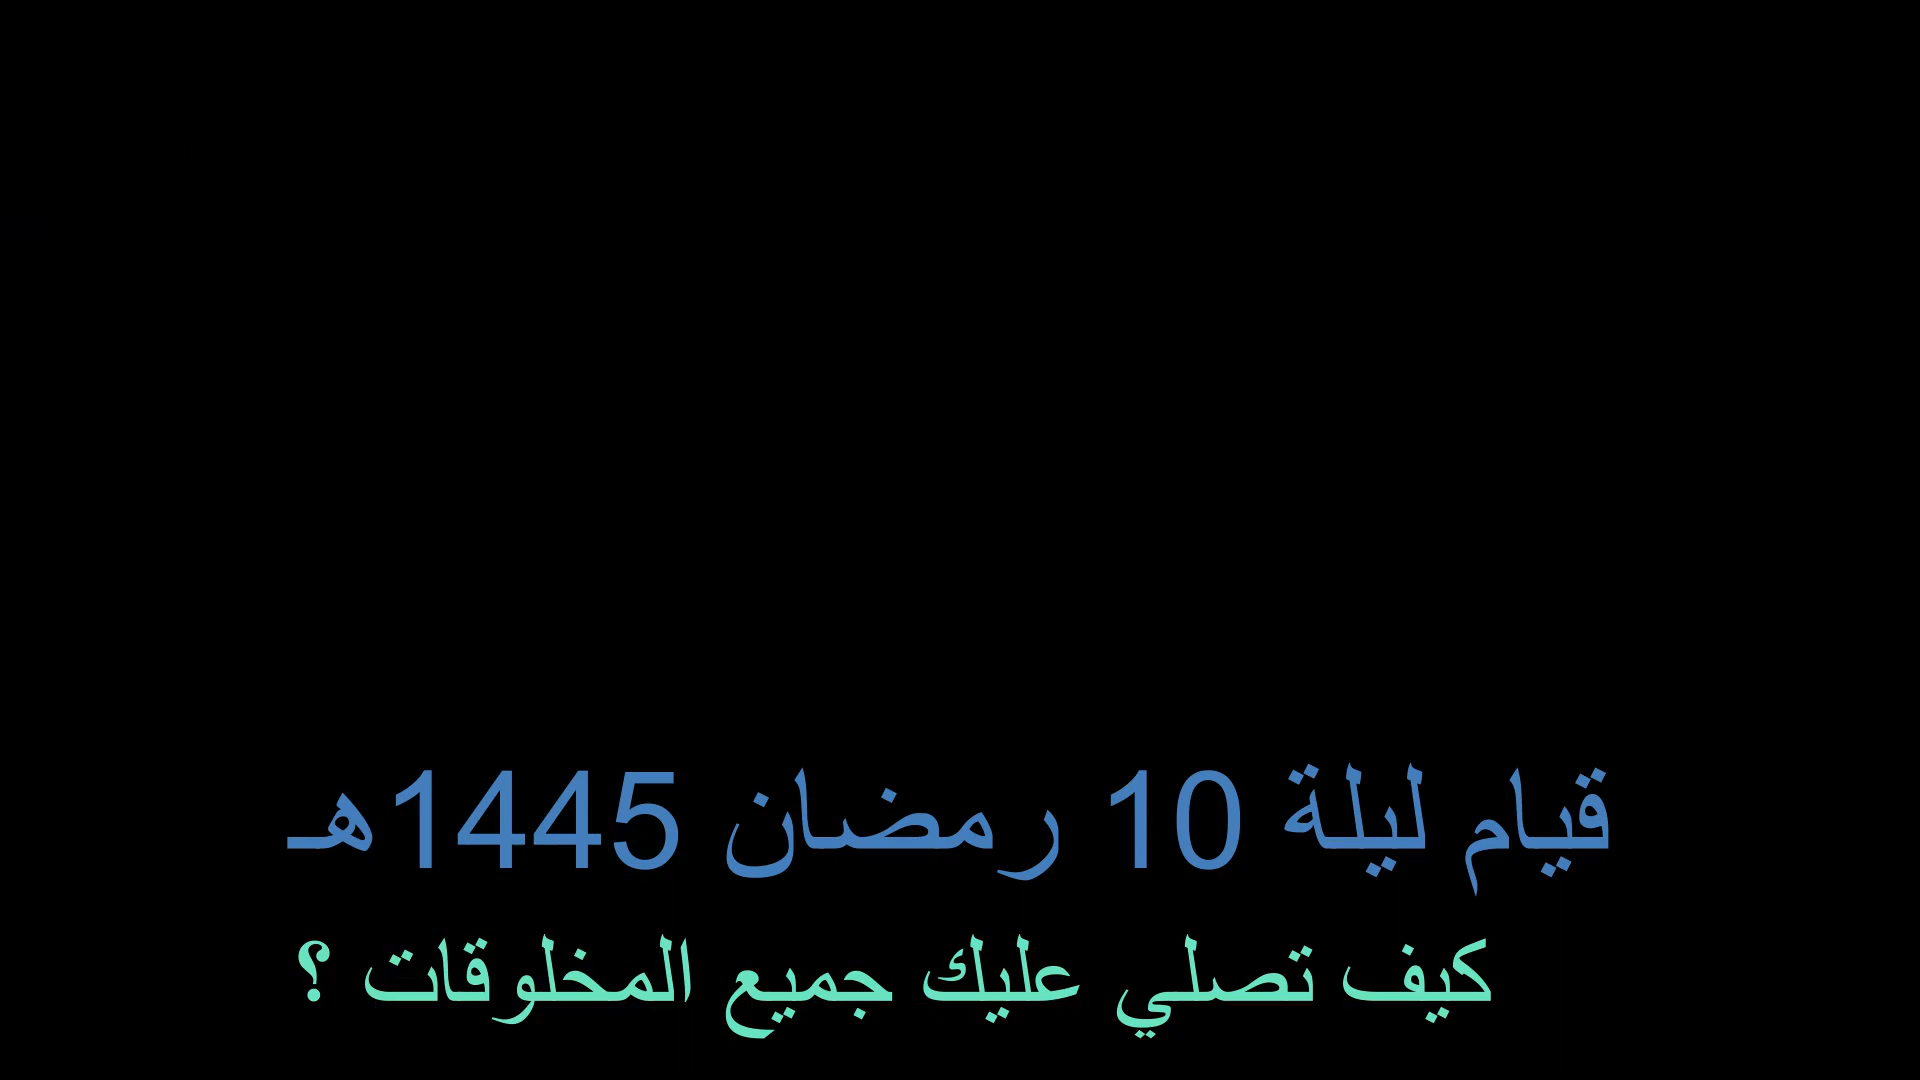 قيام ليلة 10 رمضان 1445هـ
كيف تصلي عليك جميع المخلوقات ؟